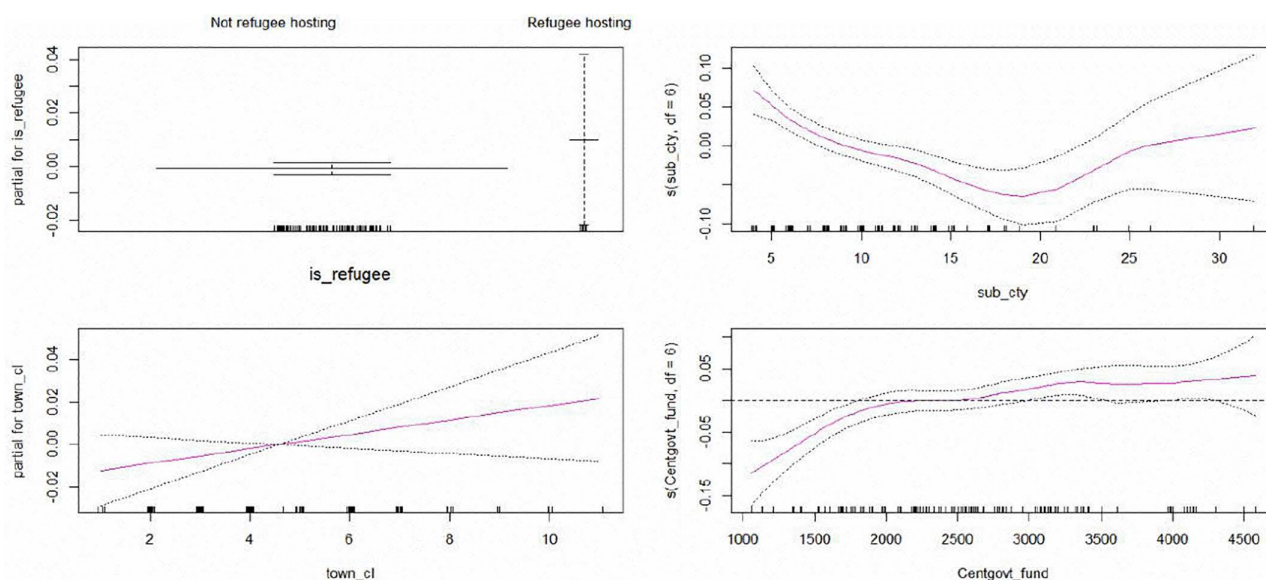 Not refugee hosting
Refugee hosting
partial for is_refugee
0.04
0.02
0.00
-0.02
is_refugee
s(sub_cty, df = 6)
0.10
0.05
0.00
-0.10
5 10 15 20 25 30
sub_cty
partial for town_cl
0.04
0.02
0.00
-0.02
2 4 6 8 10
town_cl
s(Centgovt_fund, df = 6)
0.05
-0.05
-0.15
1000 1500 2000 2500 3000 3500 4000 4500
Centgovt_fund